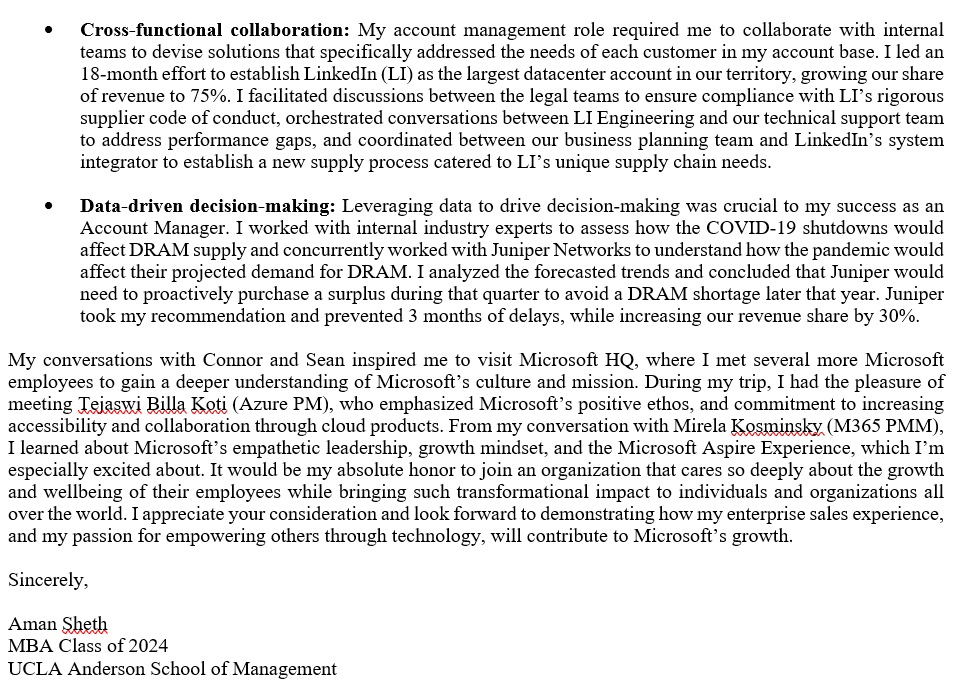 • Cross-functional collaboration: My account management role required me to collaborate with internal
teams to devise solutions that specifically addressed the needs of each customer in my account base. I led an
18-month effort to establish LinkedIn (LI) as the largest datacenter account in our territory, growing our share
of revenue to 75%. I facilitated discussions between the legal teams to ensure compliance with LI’s rigorous
supplier code of conduct, orchestrated conversations between LI Engineering and our technical support team
to address performance gaps, and coordinated between our business planning team and LinkedIn’s system
integrator to establish a new supply process catered to LI’s unique supply chain needs.
• Data-driven decision-making: Leveraging data to drive decision-making was crucial to my success as an
Account Manager. I worked with internal industry experts to assess how the COVID-19 shutdowns would
affect DRAM supply and concurrently worked with Juniper Networks to understand how the pandemic would
affect their projected demand for DRAM. I analyzed the forecasted trends and concluded that Juniper would
need to proactively purchase a surplus during that quarter to avoid a DRAM shortage later that year. Juniper
took my recommendation and prevented 3 months of delays, while increasing our revenue share by 30%.
My conversations with Connor and Sean inspired me to visit Microsoft HQ, where I met several more Microsoft
employees to gain a deeper understanding of Microsoft’s culture and mission. During my trip, I had the pleasure of
meeting Tejaswi Billa Koti (Azure PM), who emphasized Microsoft’s positive ethos, and commitment to increasing
accessibility and collaboration through cloud products. From my conversation with Mirela Kosminsky (M365 PMM),
I learned about Microsoft’s empathetic leadership, growth mindset, and the Microsoft Aspire Experience, which I’m
especially excited about. It would be my absolute honor to join an organization that cares so deeply about the growth
and wellbeing of their employees while bringing such transformational impact to individuals and organizations all
over the world. I appreciate your consideration and look forward to demonstrating how my enterprise sales experience,
and my passion for empowering others through technology, will contribute to Microsoft’s growth.
Sincerely,
Aman Sheth
MBA Class of 2024
UCLA Anderson School of Management